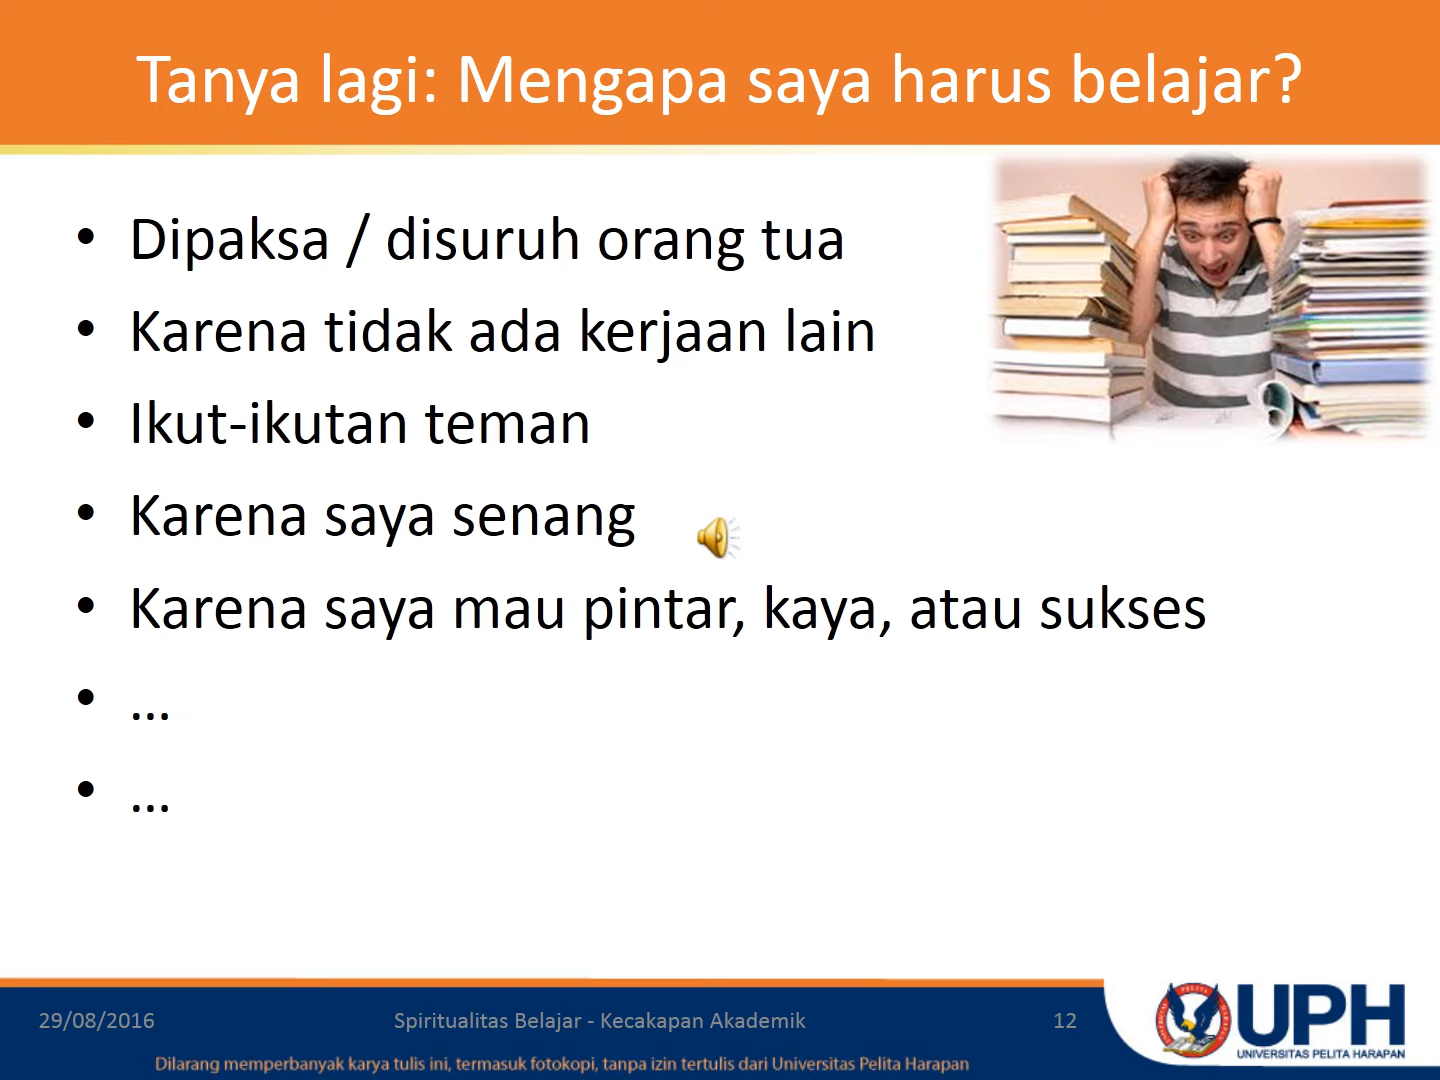 Tanya lagi: Mengapa saya harus belajar?
• Dipaksa / disuruh orang tua
• Karena tidak ada kerjaan lain
• Ikut-ikutan teman
• Karena saya senang
• Karena saya mau pintar, kaya, atau sukses
• ...
• ...
29/08/2016
Spiritualitas Belajar - Kecakapan Akademik
12
UPH
UNIVERSITAS PELITA HARAPAN
Dilarang memperbanyak karya tulis ini, termasuk fotokopi, tanpa izin tertulis dari Universitas Pelita Harapan